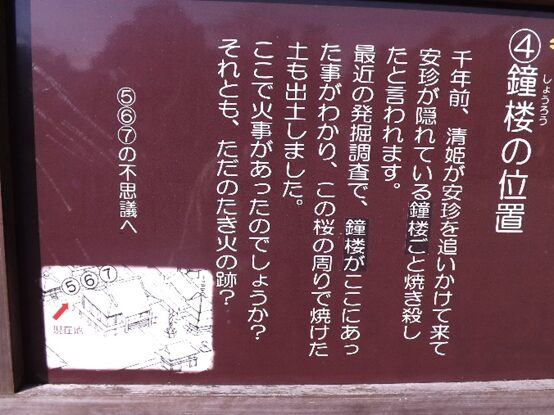 ④鐘楼の位置
しょうろう
千年前、清姫が安珍を追いかけて来て
安珍が隠れている鐘楼ごと焼き殺し
たと言われます。
最近の発掘調査で、鐘楼がここにあっ
た事がわかり、この桜の周りで焼けた
土も出土しました。
ここで火事があったのでしょうか？
それとも、ただのたき火の跡？
⑤⑥⑦の不思議へ
⑤⑥⑦
現在地